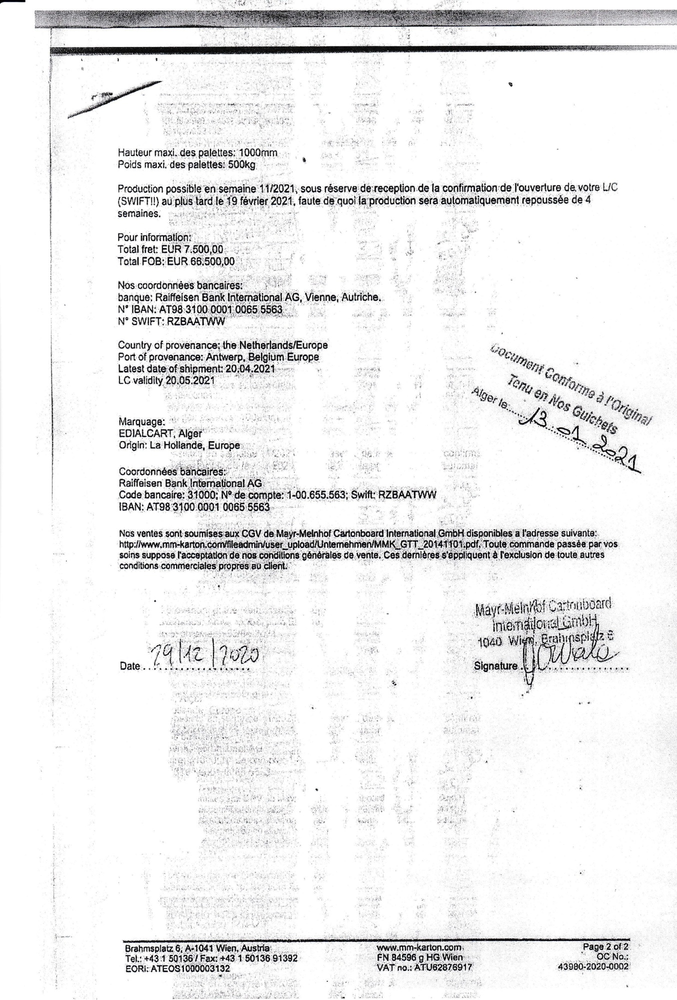 Hauteur maxi. des palettes: 1000mm
Poids maxi. des palettes: 500kg
Production possible en semaine 11/2021, sous réserve de reception de la confirmation de l'ouverture de votre L/C
(SWIFT!!) au plus tard le 19 février 2021, faute de quoi la production sera automatiquement repoussée de 4
semaines.
Pour information:
Total fret: EUR 7.500,00
Total FOB: EUR 66.500,00
Nos coordonnées bancaires:
banque: Raiffeisen Bank International AG, Vienne, Autriche.
N° IBAN: AT98 3100 0001 0065 5563
N° SWIFT: RZBAATWW
Country of provenance: the Netherlands/Europe
Port of provenance: Antwerp, Belgium Europe
Latest date of shipment: 20.04.2021
LC validity 20.05.2021
Document Conforme à l'Original
Tenu en Nos Guichets
Alger le 13.01.2021
Marquage:
EDIALCART, Alger
Origin: La Hollande, Europe
Coordonnées bancaires:
Raiffeisen Bank International AG
Code bancaire: 31000; Nº de compte: 1-00.655.563; Swift: RZBAATWW
IBAN: AT98 3100 0001 0065 5563
Nos ventes sont soumises aux CGV de Mayr-Melnhof Cartonboard International GmbH disponibles a l'adresse suivante:
http://www.mm-karton.com/fileadmin/user_upload/Unternehmen/MMK_GTT_20141101.pdf. Toute commande passée par vos
soins suppose l'acceptation de nos conditions générales de vente. Ces dernières s'appliquent à l'exclusion de toute autres
conditions commerciales propres au client.
Mayr-Melnhof Cartonboard
International GmbH
1040 Wien, Brahmsplatz 6
Date 29/12/2020
Signature
Brahmsplatz 6, A-1041 Wien, Austria
Tel.: +43 1 50136 / Fax: +43 1 50136 91392
EORI: ATEOS1000003132
www.mm-karton.com
FN 84596 g HG Wien
VAT no.: ATU62876917
Page 2 of 2
OC No.:
43980-2020-0002